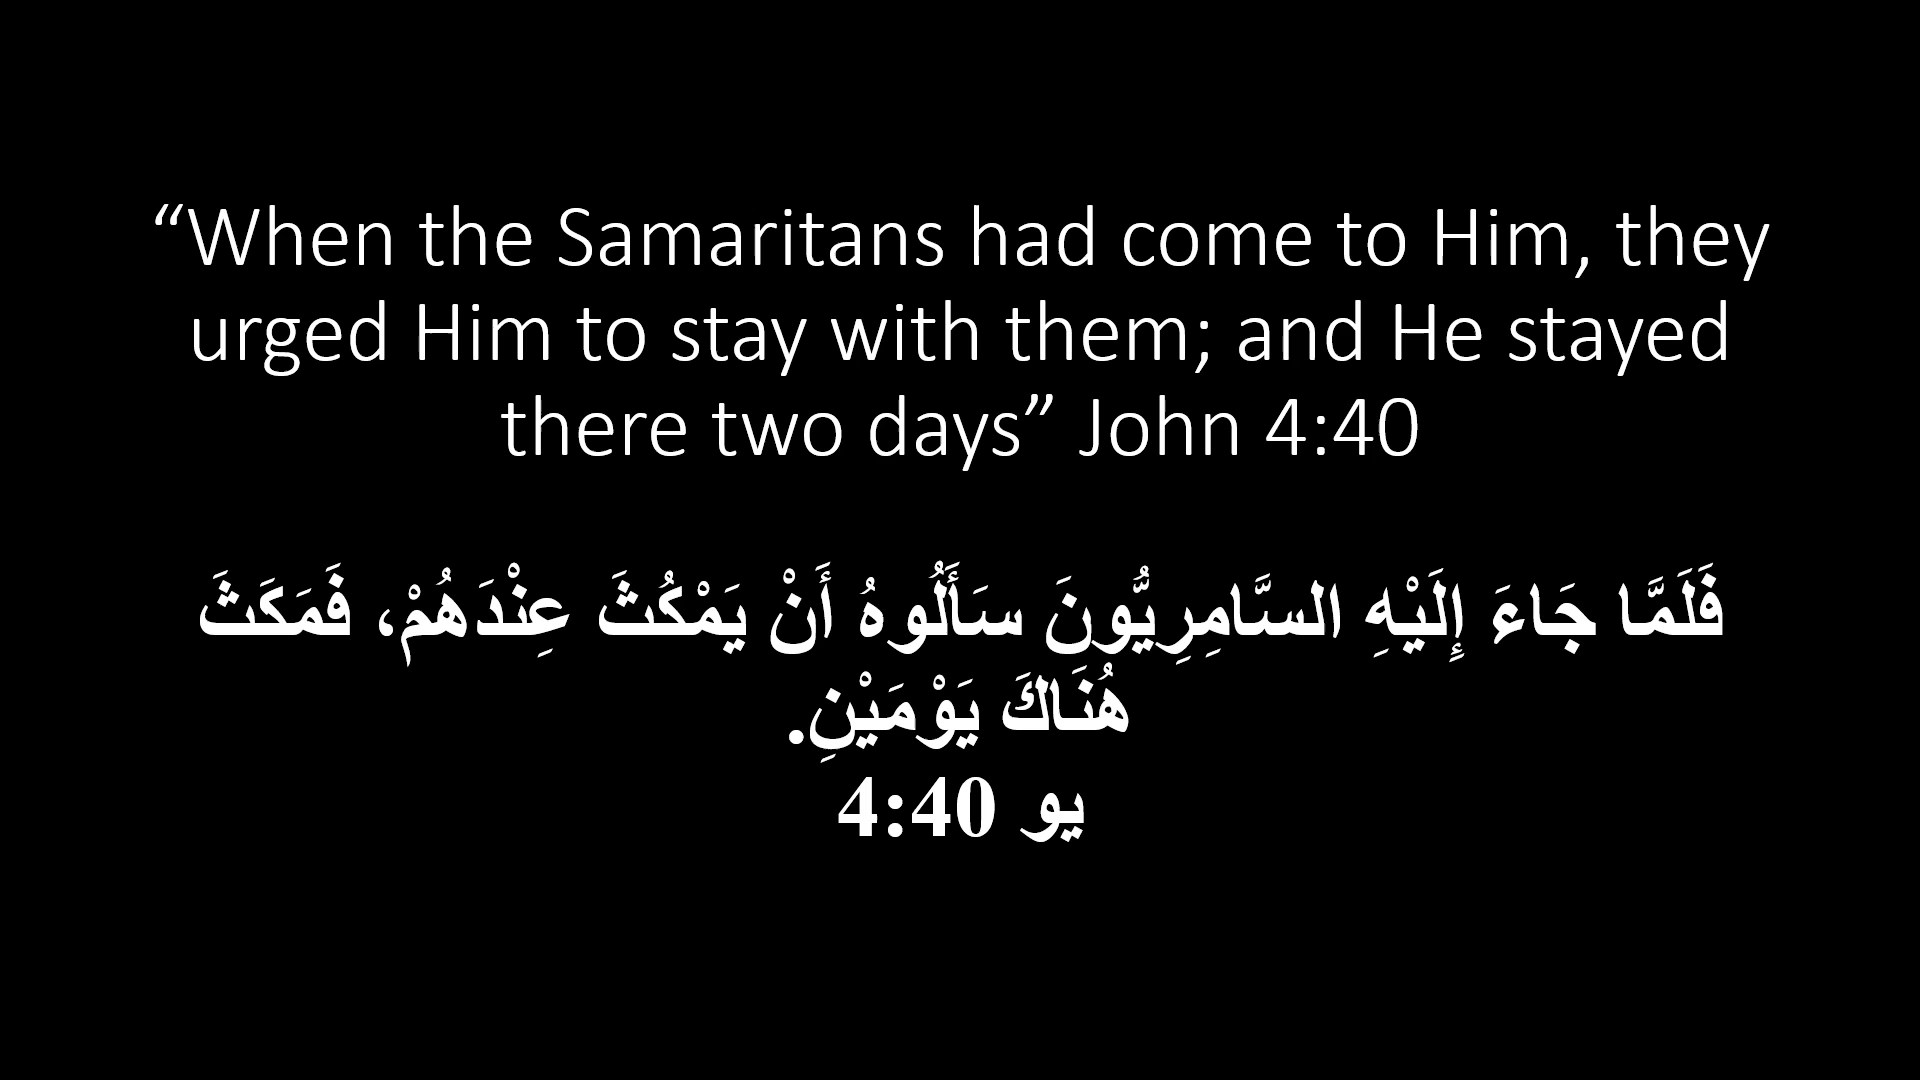 “When the Samaritans had come to Him, they
urged Him to stay with them; and He stayed
there two days” John 4:40
فَلَمَّا جَاءَ إِلَيْهِ السَّامِرِيُّونَ سَأَلُوهُ أَنْ يَمْكُثَ عِنْدَهُمْ، فَمَكَثَ
هُنَاكَ يَوْمَيْنِ.
يو 4:40